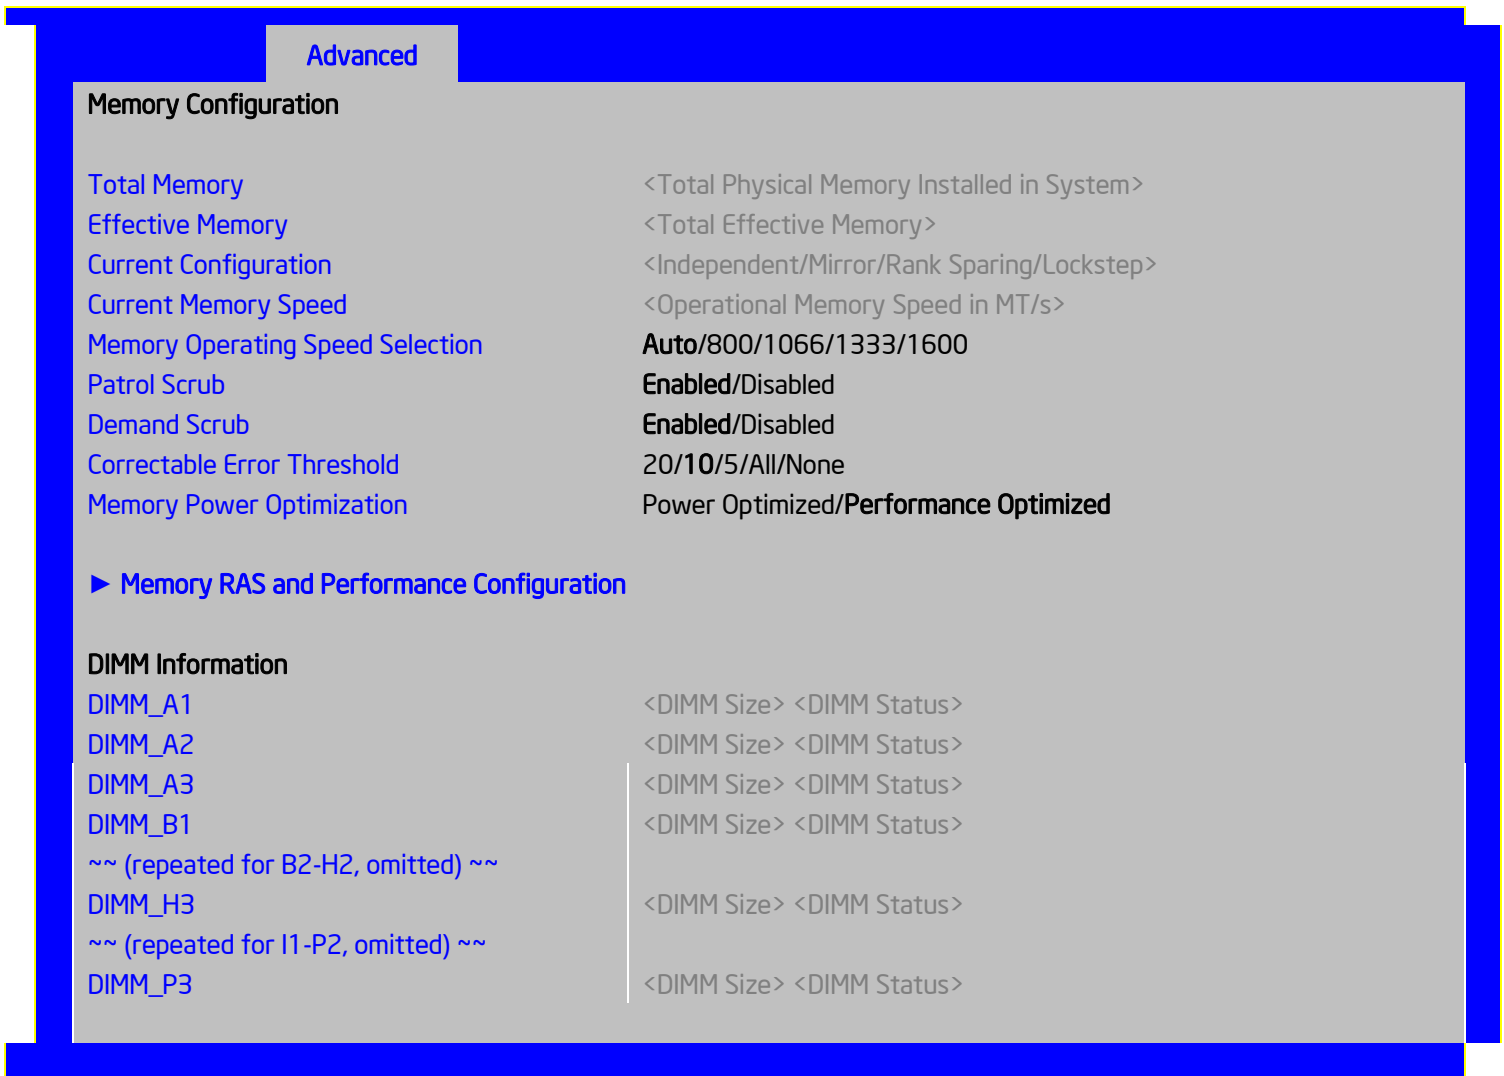 Advanced
Memory Configuration
Total Memory <Total Physical Memory Installed in System>
Effective Memory <Total Effective Memory>
Current Configuration <Independent/Mirror/Rank Sparing/Lockstep>
Current Memory Speed <Operational Memory Speed in MT/s>
Memory Operating Speed Selection Auto/800/1066/1333/1600
Patrol Scrub Enabled/Disabled
Demand Scrub Enabled/Disabled
Correctable Error Threshold 20/10/5/All/None
Memory Power Optimization Power Optimized/Performance Optimized
► Memory RAS and Performance Configuration
DIMM Information
DIMM_A1 <DIMM Size> <DIMM Status>
DIMM_A2 <DIMM Size> <DIMM Status>
DIMM_A3 <DIMM Size> <DIMM Status>
DIMM_B1 <DIMM Size> <DIMM Status>
~~ (repeated for B2-H2, omitted) ~~
DIMM_H3 <DIMM Size> <DIMM Status>
~~ (repeated for I1-P2, omitted) ~~
DIMM_P3 <DIMM Size> <DIMM Status>